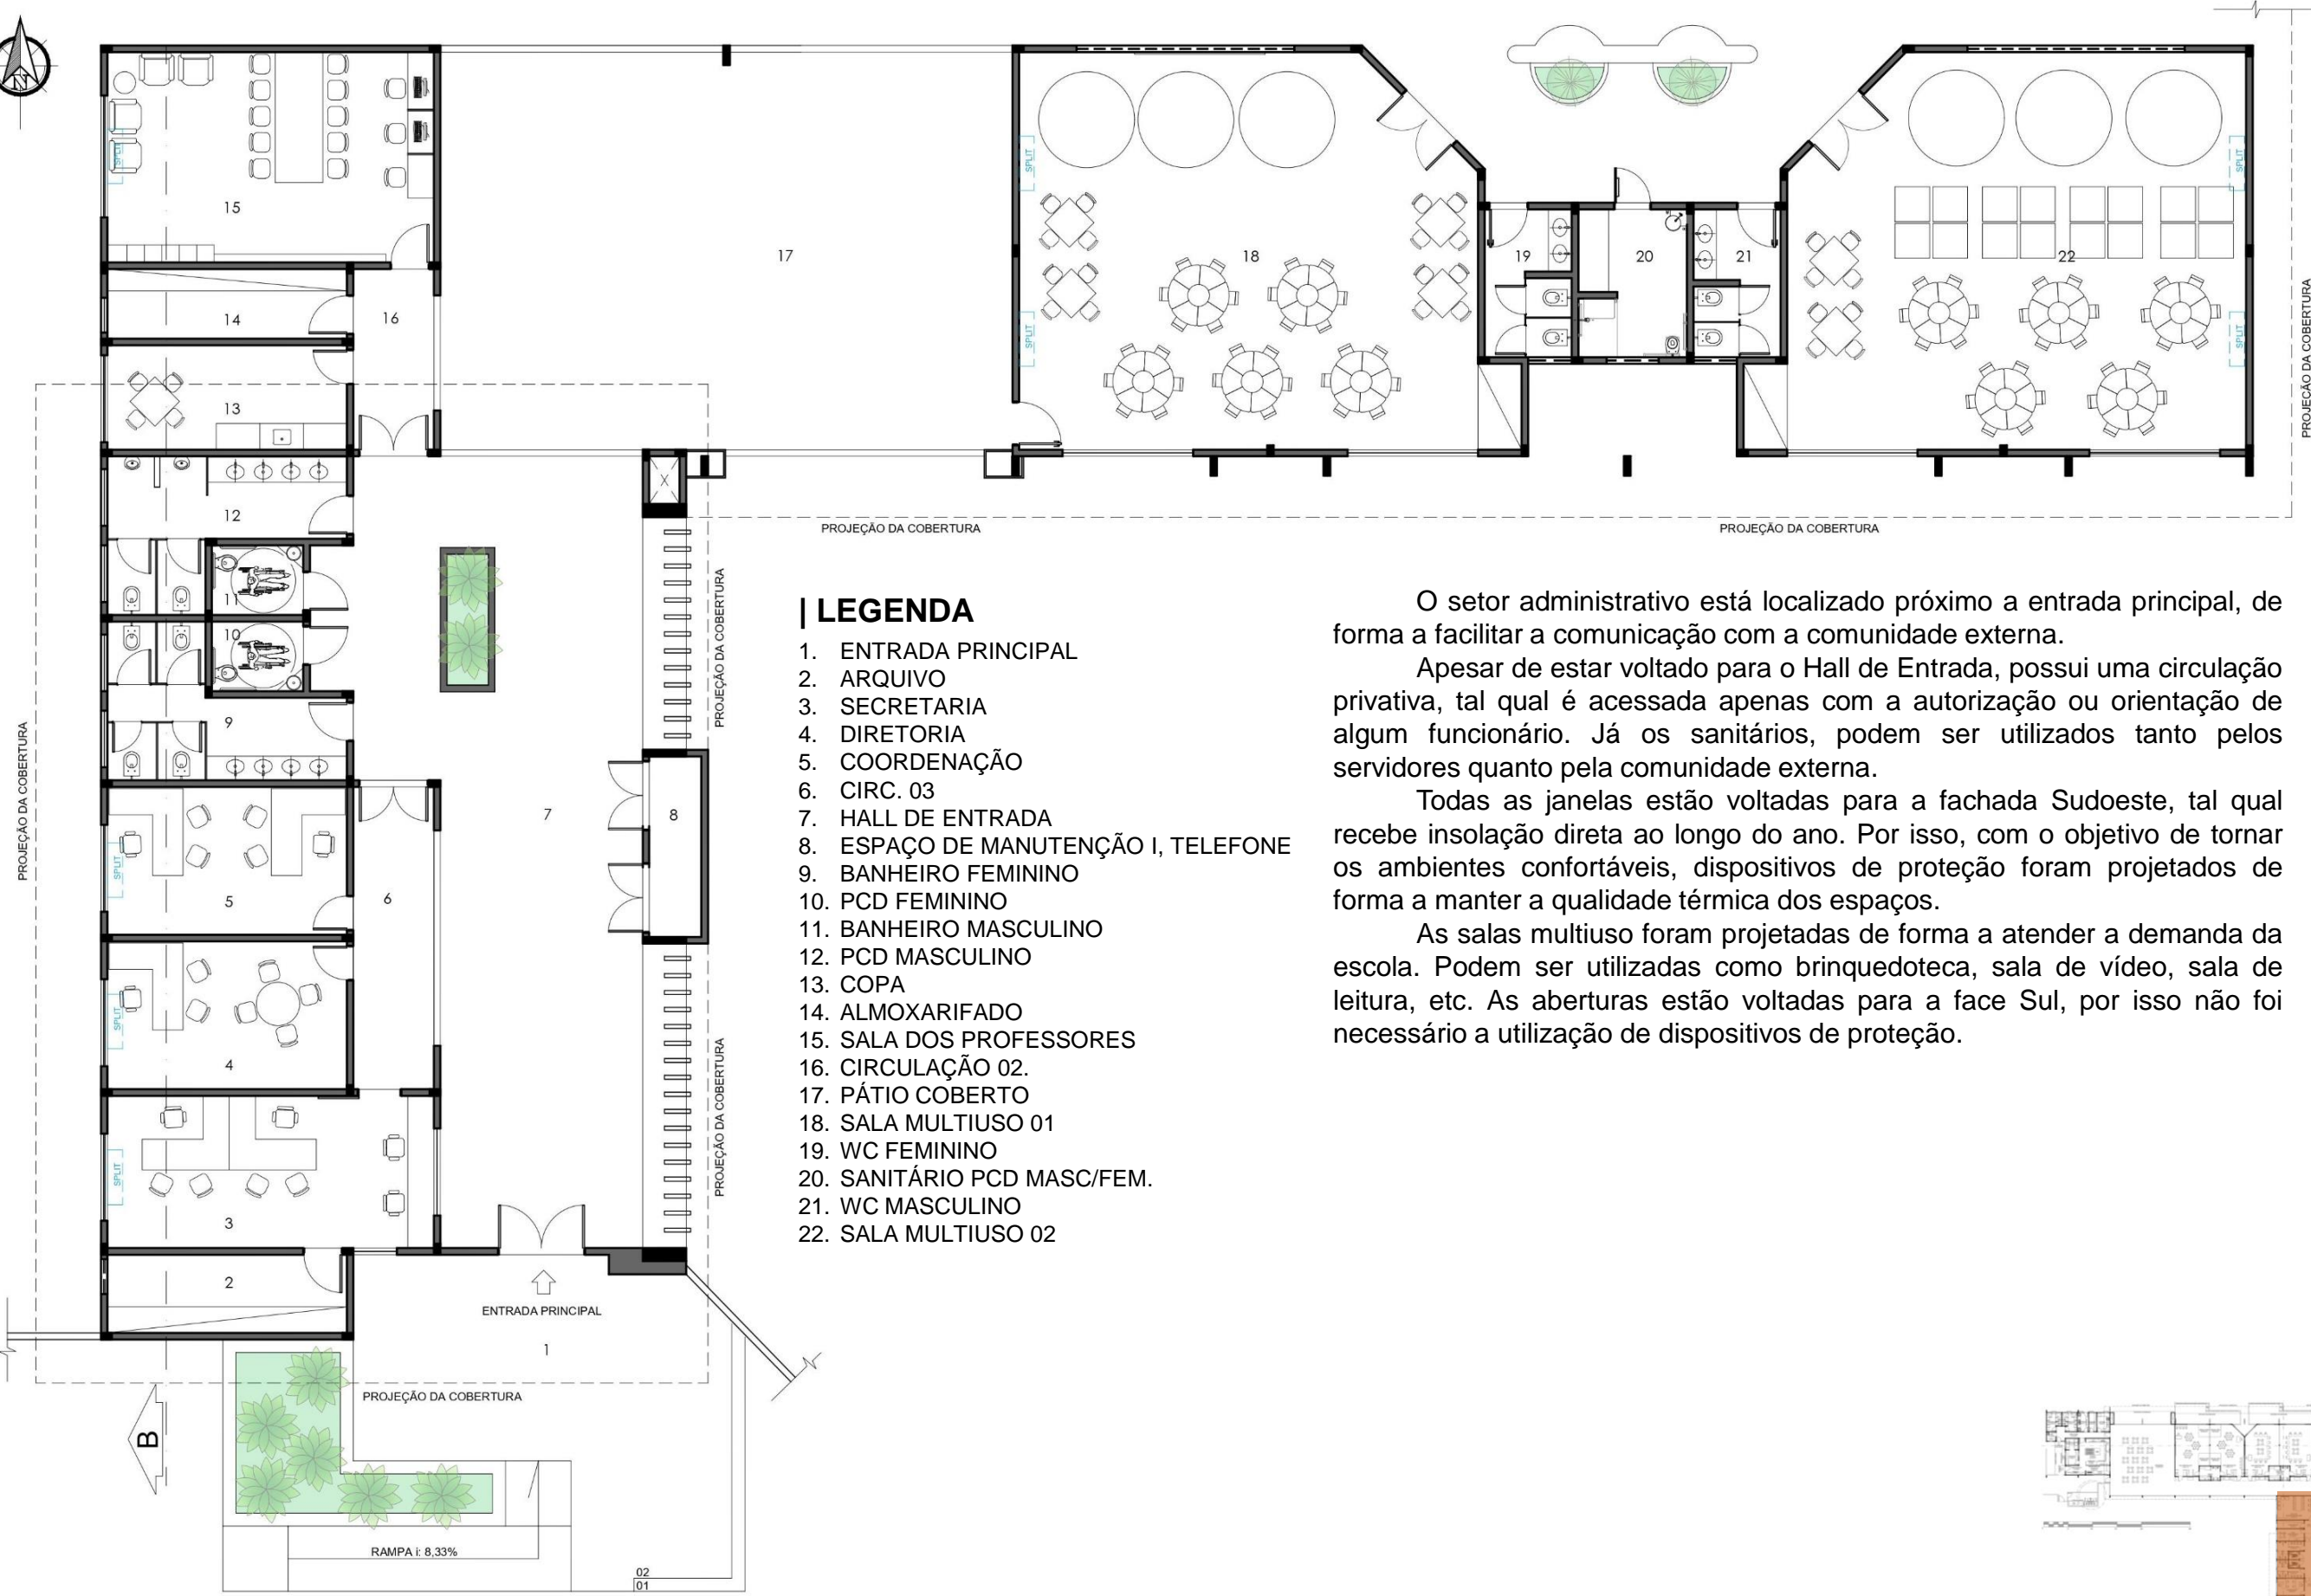 N
15
14
16
13
12
11
10
9
5
6
4
3
2
7
8
17
18
19
20
21
22
SPLIT
SPLIT
SPLIT
SPLIT
SPLIT
SPLIT
SPLIT
SPLIT
PROJEÇÃO DA COBERTURA
PROJEÇÃO DA COBERTURA
PROJEÇÃO DA COBERTURA
PROJEÇÃO DA COBERTURA
PROJEÇÃO DA COBERTURA
PROJEÇÃO DA COBERTURA
ENTRADA PRINCIPAL
1
PROJEÇÃO DA COBERTURA
B
RAMPA i: 8,33%
02
01
| LEGENDA
1. ENTRADA PRINCIPAL
2. ARQUIVO
3. SECRETARIA
4. DIRETORIA
5. COORDENAÇÃO
6. CIRC. 03
7. HALL DE ENTRADA
8. ESPAÇO DE MANUTENÇÃO I, TELEFONE
9. BANHEIRO FEMININO
10. PCD FEMININO
11. BANHEIRO MASCULINO
12. PCD MASCULINO
13. COPA
14. ALMOXARIFADO
15. SALA DOS PROFESSORES
16. CIRCULAÇÃO 02.
17. PÁTIO COBERTO
18. SALA MULTIUSO 01
19. WC FEMININO
20. SANITÁRIO PCD MASC/FEM.
21. WC MASCULINO
22. SALA MULTIUSO 02
O setor administrativo está localizado próximo a entrada principal, de
forma a facilitar a comunicação com a comunidade externa.
Apesar de estar voltado para o Hall de Entrada, possui uma circulação
privativa, tal qual é acessada apenas com a autorização ou orientação de
algum funcionário. Já os sanitários, podem ser utilizados tanto pelos
servidores quanto pela comunidade externa.
Todas as janelas estão voltadas para a fachada Sudoeste, tal qual
recebe insolação direta ao longo do ano. Por isso, com o objetivo de tornar
os ambientes confortáveis, dispositivos de proteção foram projetados de
forma a manter a qualidade térmica dos espaços.
As salas multiuso foram projetadas de forma a atender a demanda da
escola. Podem ser utilizadas como brinquedoteca, sala de vídeo, sala de
leitura, etc. As aberturas estão voltadas para a face Sul, por isso não foi
necessário a utilização de dispositivos de proteção.